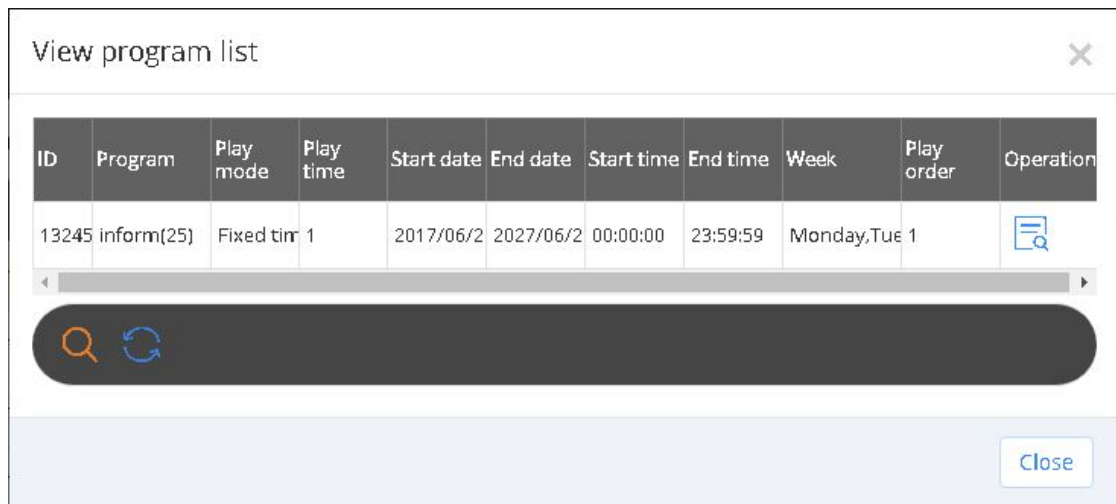 View program list
ID Program Play mode Play time Start date End date Start time End time Week Play order Operation
13245 inform(25) Fixed tim 1 2017/06/2 2027/06/2 00:00:00 23:59:59 Monday,Tue 1
Close